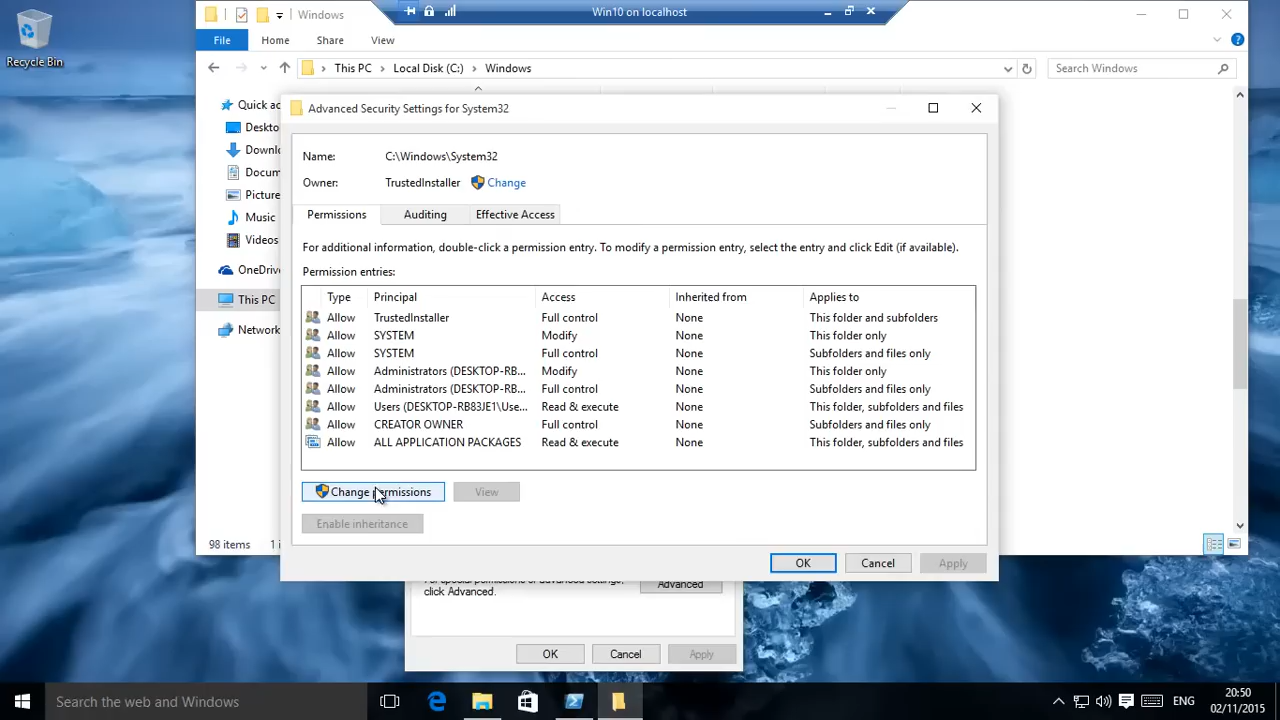 Recycle Bin
Windows
Win10 on localhost
File Home Share View
This PC Local Disk (C:) Windows
Search Windows
Quick ac
Deskto
Downlo
Docum
Picture
Music
Videos
OneDrive
This PC
Network
98 items 1 i
Advanced Security Settings for System32
Name: C:\Windows\System32
Owner: TrustedInstaller Change
Permissions Auditing Effective Access
For additional information, double-click a permission entry. To modify a permission entry, select the entry and click Edit (if available).
Permission entries:
Type Principal Access Inherited from Applies to
Allow TrustedInstaller Full control None This folder and subfolders
Allow SYSTEM Modify None This folder only
Allow SYSTEM Full control None Subfolders and files only
Allow Administrators (DESKTOP-RB... Modify None This folder only
Allow Administrators (DESKTOP-RB... Full control None Subfolders and files only
Allow Users (DESKTOP-RB83JE1\Use... Read & execute None This folder, subfolders and files
Allow CREATOR OWNER Full control None Subfolders and files only
Allow ALL APPLICATION PACKAGES Read & execute None This folder, subfolders and files
Change permissions View
Enable inheritance
OK Cancel Apply
For special permissions or advanced settings,
click Advanced.
Advanced
OK Cancel Apply
Search the web and Windows
ENG
20:50
02/11/2015